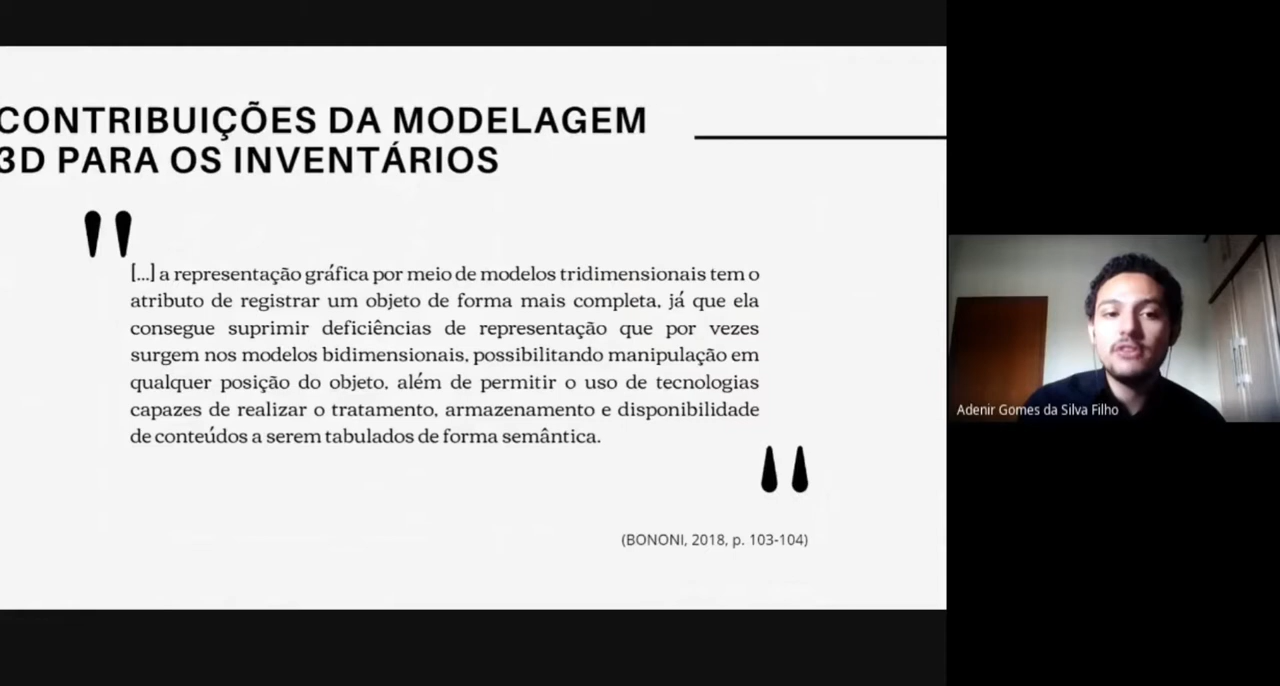 CONTRIBUIÇÕES DA MODELAGEM
3D PARA OS INVENTÁRIOS
"
[...] a representação gráfica por meio de modelos tridimensionais tem o
atributo de registrar um objeto de forma mais completa, já que ela
consegue suprimir deficiências de representação que por vezes
surgem nos modelos bidimensionais, possibilitando manipulação em
qualquer posição do objeto, além de permitir o uso de tecnologias
capazes de realizar o tratamento, armazenamento e disponibilidade
de conteúdos a serem tabulados de forma semântica.
"
(BONONI, 2018, p. 103-104)
Adenir Gomes da Silva Filho